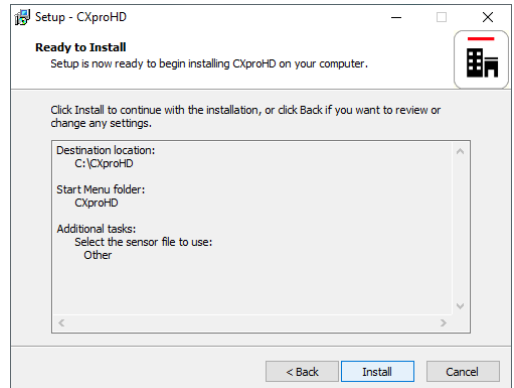 Setup - CXproHD
Ready to Install
Setup is now ready to begin installing CXproHD on your computer.
Click Install to continue with the installation, or click Back if you want to review or
change any settings.
Destination location:
C:\CXproHD
Start Menu folder:
CXproHD
Additional tasks:
Select the sensor file to use:
Other
< Back
Install
Cancel